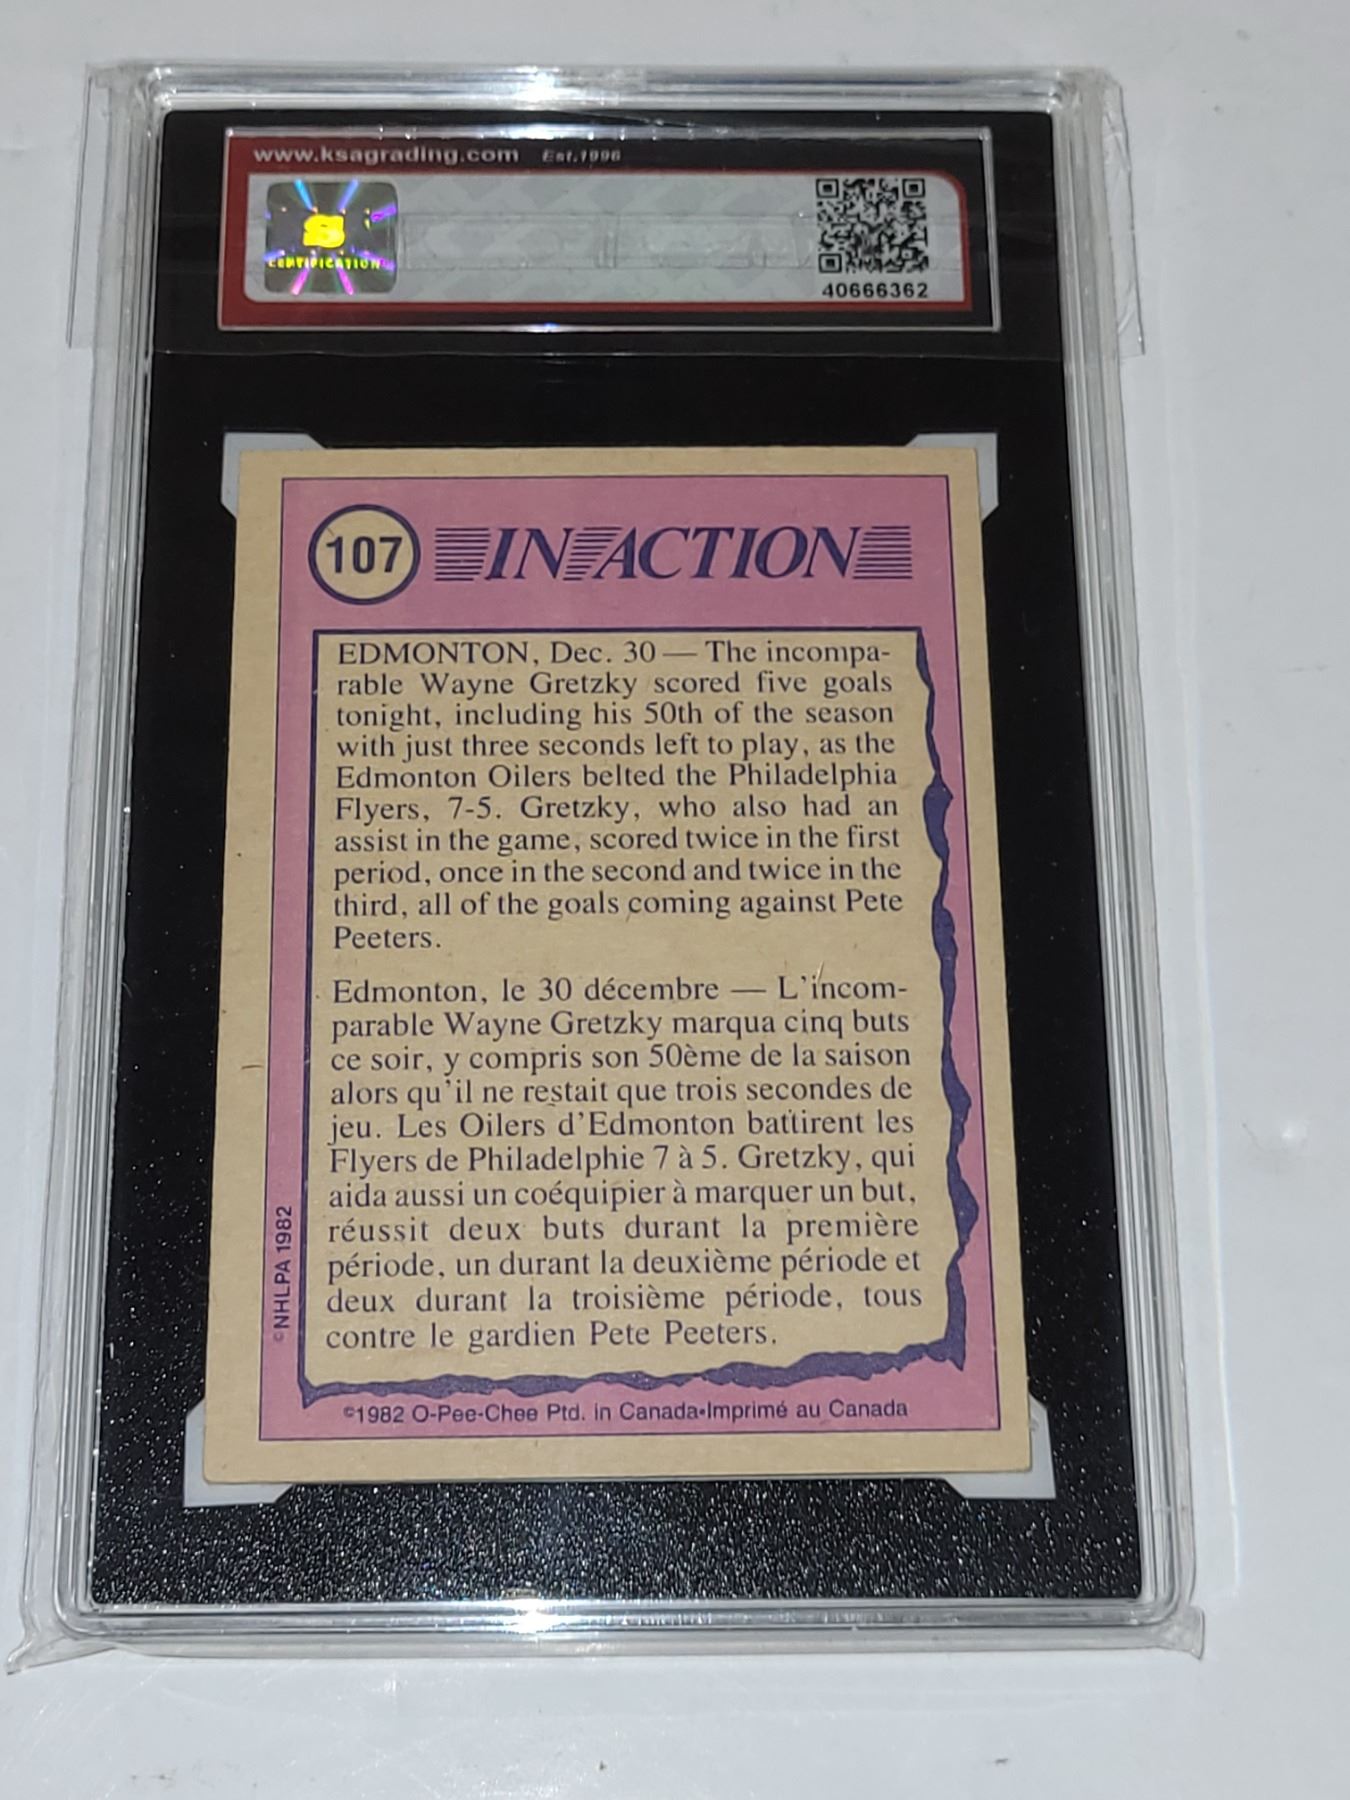 www.ksagrading.com Est.1996
S
CERTIFICATION
40666362
107 IN ACTION
EDMONTON, Dec. 30 — The incompa-
rable Wayne Gretzky scored five goals
tonight, including his 50th of the season
with just three seconds left to play, as the
Edmonton Oilers belted the Philadelphia
Flyers, 7-5. Gretzky, who also had an
assist in the game, scored twice in the first
period, once in the second and twice in the
third, all of the goals coming against Pete
Peeters.
Edmonton, le 30 décembre — L'incom-
parable Wayne Gretzky marqua cinq buts
ce soir, y compris son 50ème de la saison
alors qu'il ne restait que trois secondes de
jeu. Les Oilers d'Edmonton battirent les
Flyers de Philadelphie 7 à 5. Gretzky, qui
aida aussi un coéquipier à marquer un but,
réussit deux buts durant la première
période, un durant la deuxième période et
deux durant la troisième période, tous
contre le gardien Pete Peeters.
©NHLPA 1982
©1982 O-Pee-Chee Ptd. in Canada•Imprimé au Canada